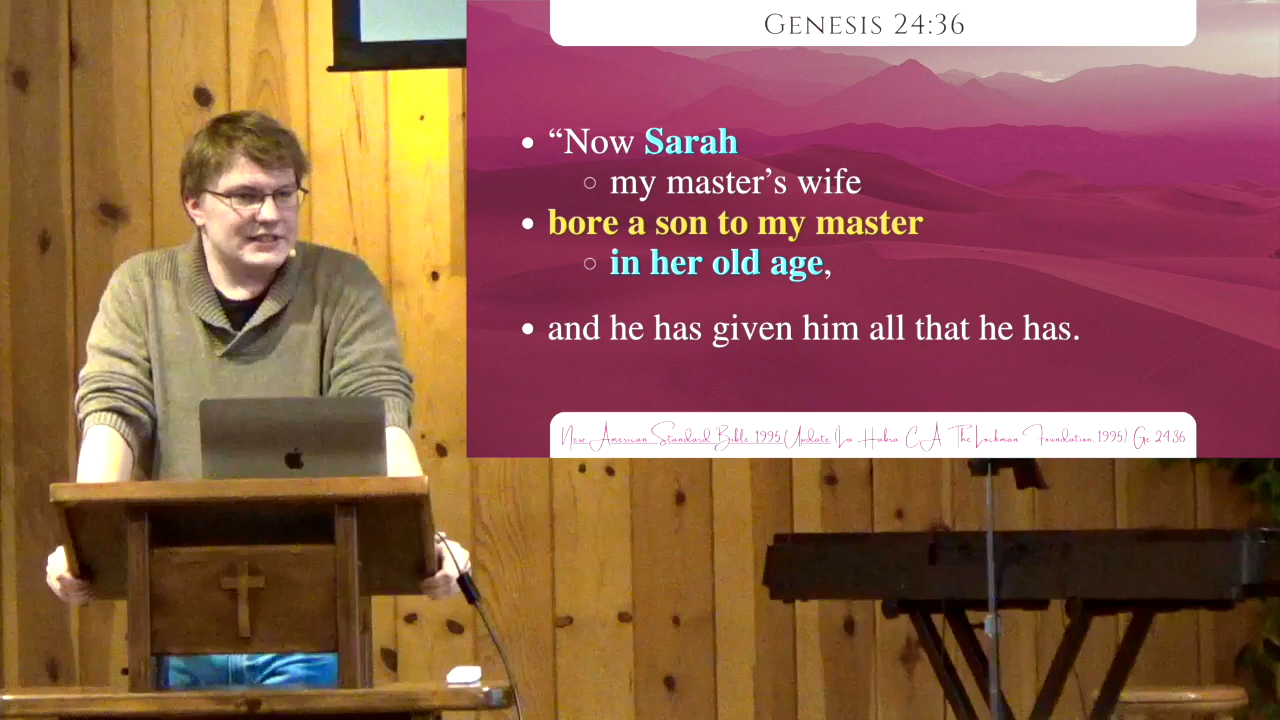 Genesis 24:36
• “Now Sarah
○ my master’s wife
• bore a son to my master
○ in her old age,
• and he has given him all that he has.
New American Standard Bible: 1995 Update (La Habra, CA: The Lockman Foundation, 1995), Ge 24:36